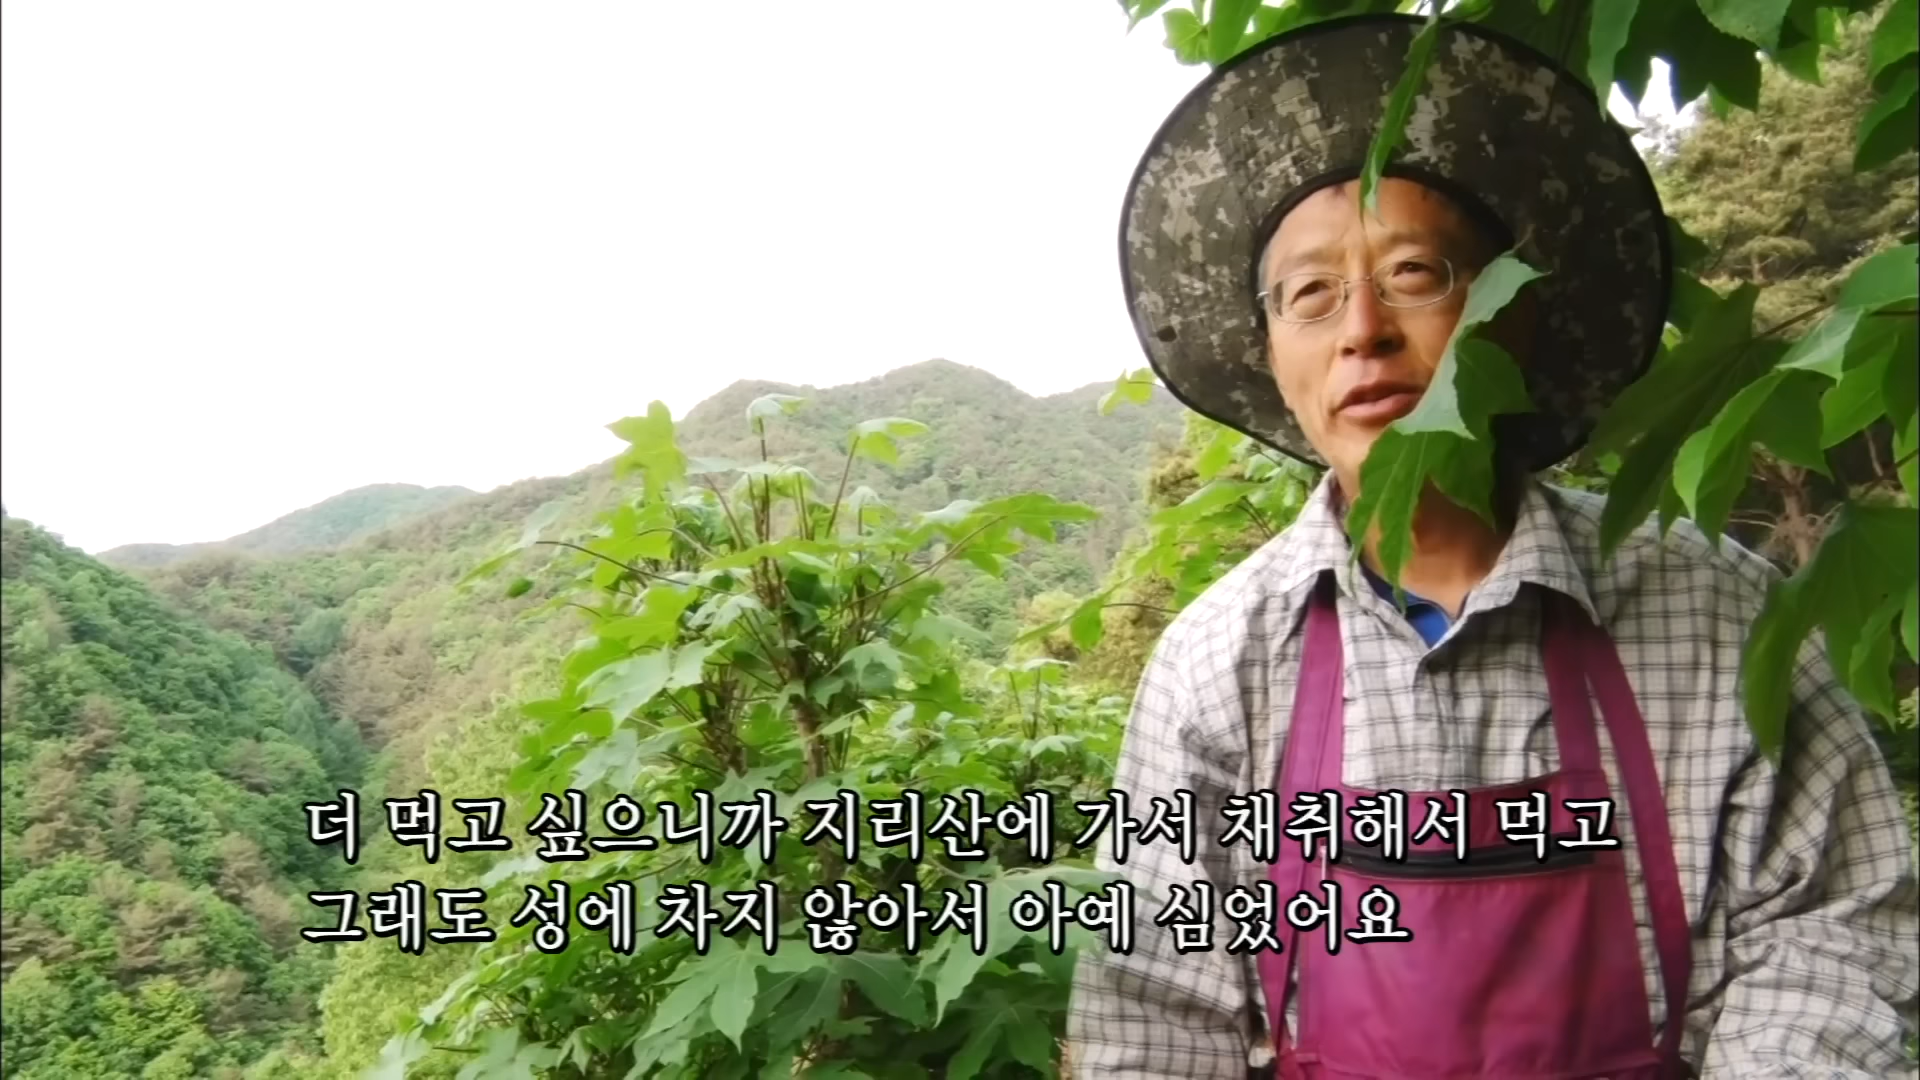 더 먹고 싶으니까 지리산에 가서 채취해서 먹고
그래도 성에 차지 않아서 아예 심었어요